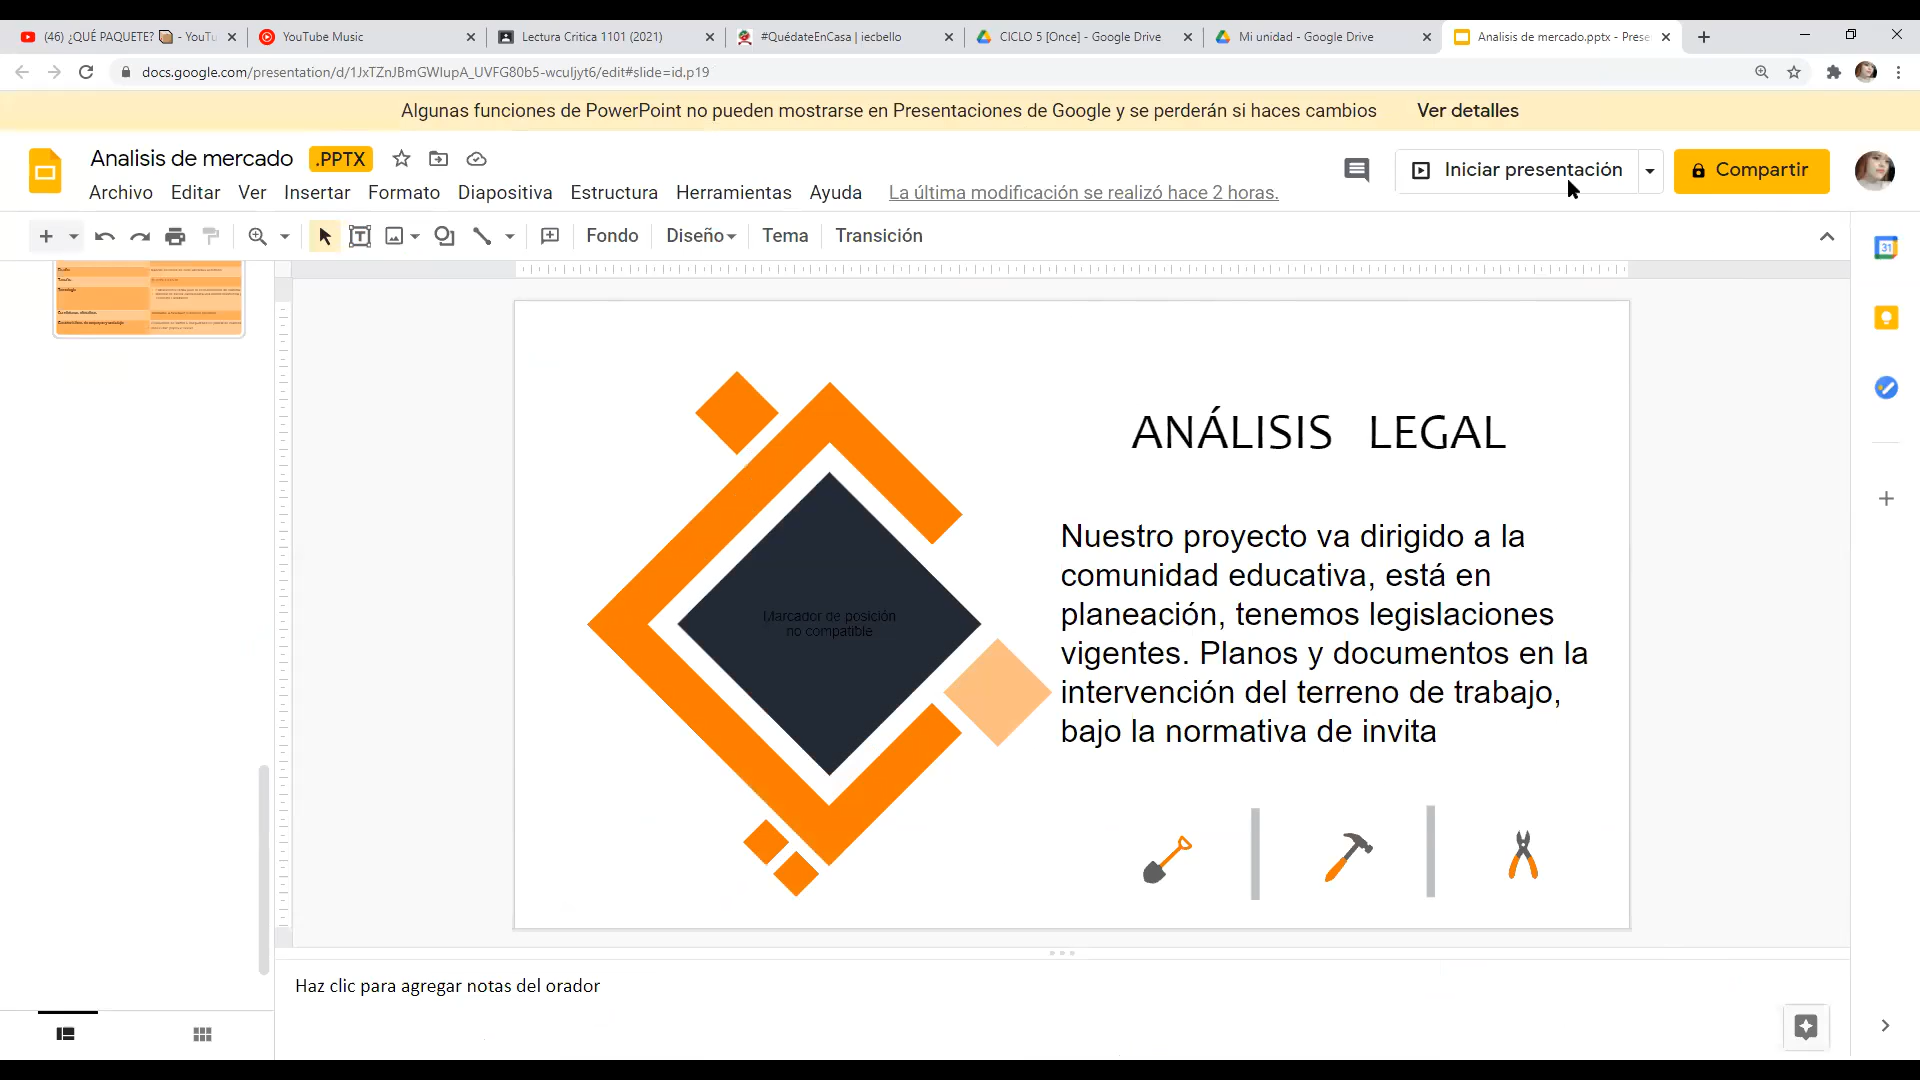 (46) ¿QUÉ PAQUETE? 📦 - YouTu
YouTube Music
Lectura Critica 1101 (2021)
#QuédateEnCasa | iecbello
CICLO 5 [Once] - Google Drive
Mi unidad - Google Drive
Analisis de mercado.pptx - Prese
docs.google.com/presentation/d/1JxTZnJBmGWIupA_UVFG80b5-wculjyt6/edit#slide=id.p19
Algunas funciones de PowerPoint no pueden mostrarse en Presentaciones de Google y se perderán si haces cambios Ver detalles
Analisis de mercado .PPTX
Iniciar presentación
Compartir
Archivo Editar Ver Insertar Formato Diapositiva Estructura Herramientas Ayuda La última modificación se realizó hace 2 horas.
Fondo Diseño Tema Transición
31
ANÁLISIS LEGAL
Marcador de posición
no compatible
Nuestro proyecto va dirigido a la
comunidad educativa, está en
planeación, tenemos legislaciones
vigentes. Planos y documentos en la
intervención del terreno de trabajo,
bajo la normativa de invita
Haz clic para agregar notas del orador